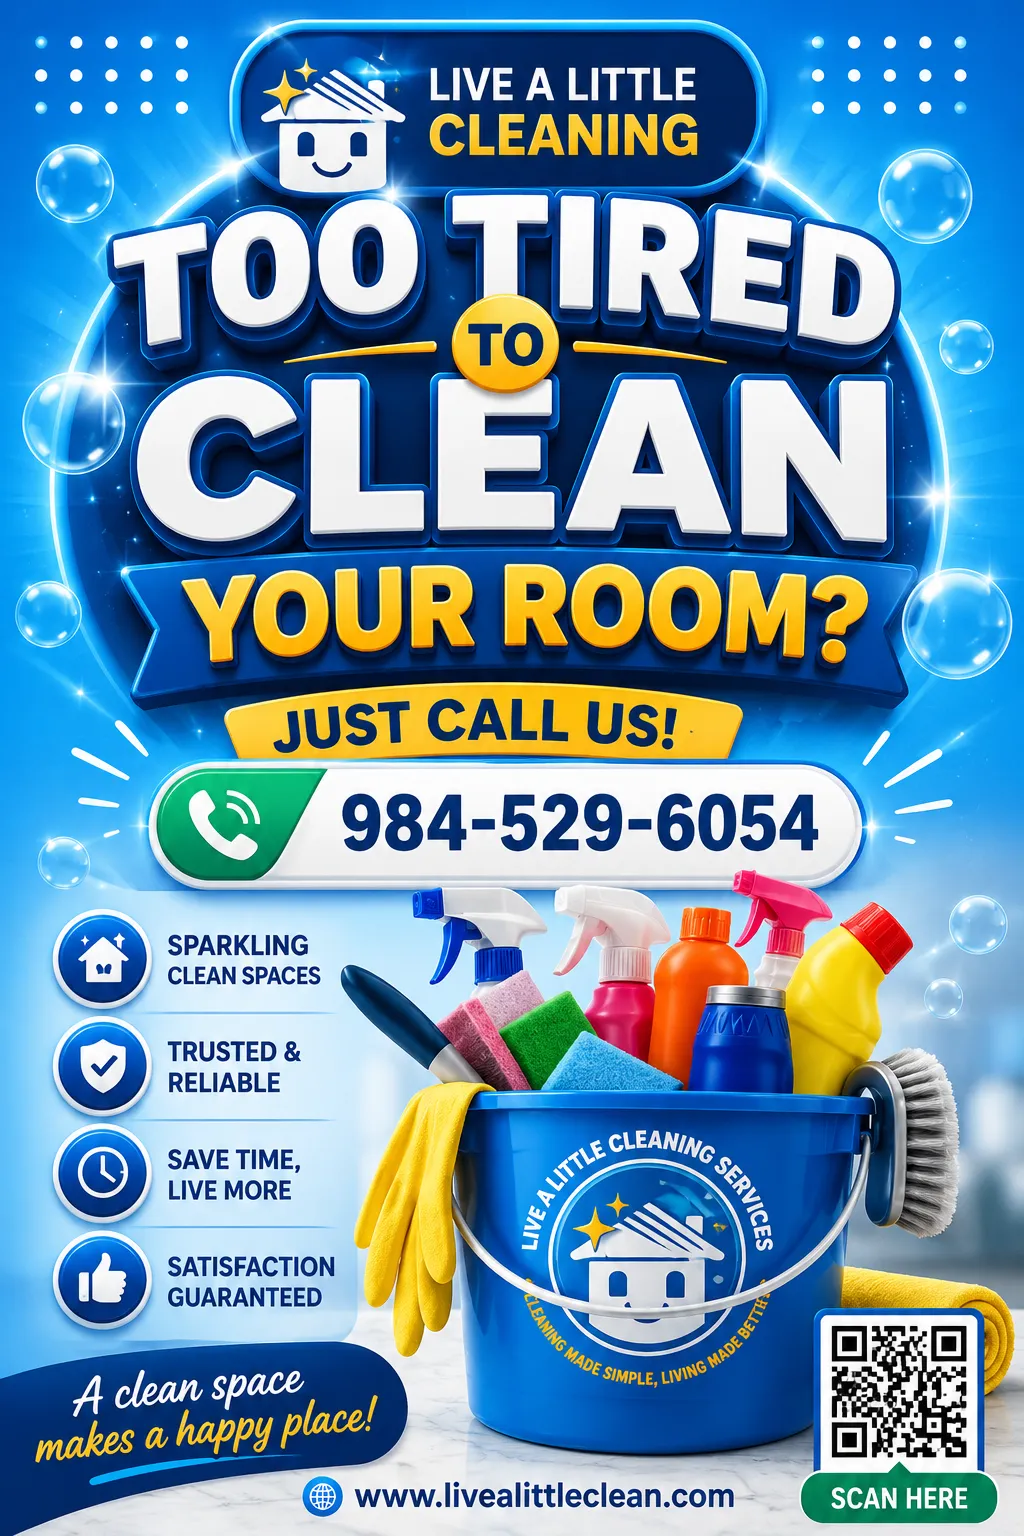 LIVE A LITTLE
CLEANING
TOO TIRED
TO
CLEAN
YOUR ROOM?
JUST CALL US!
984-529-6054
SPARKLING
CLEAN SPACES
TRUSTED &
RELIABLE
SAVE TIME,
LIVE MORE
SATISFACTION
GUARANTEED
LIVE A LITTLE CLEANING SERVICES
CLEANING MADE SIMPLE, LIVING MADE
A clean space
makes a happy place!
www.livealittleclean.com
SCAN HERE